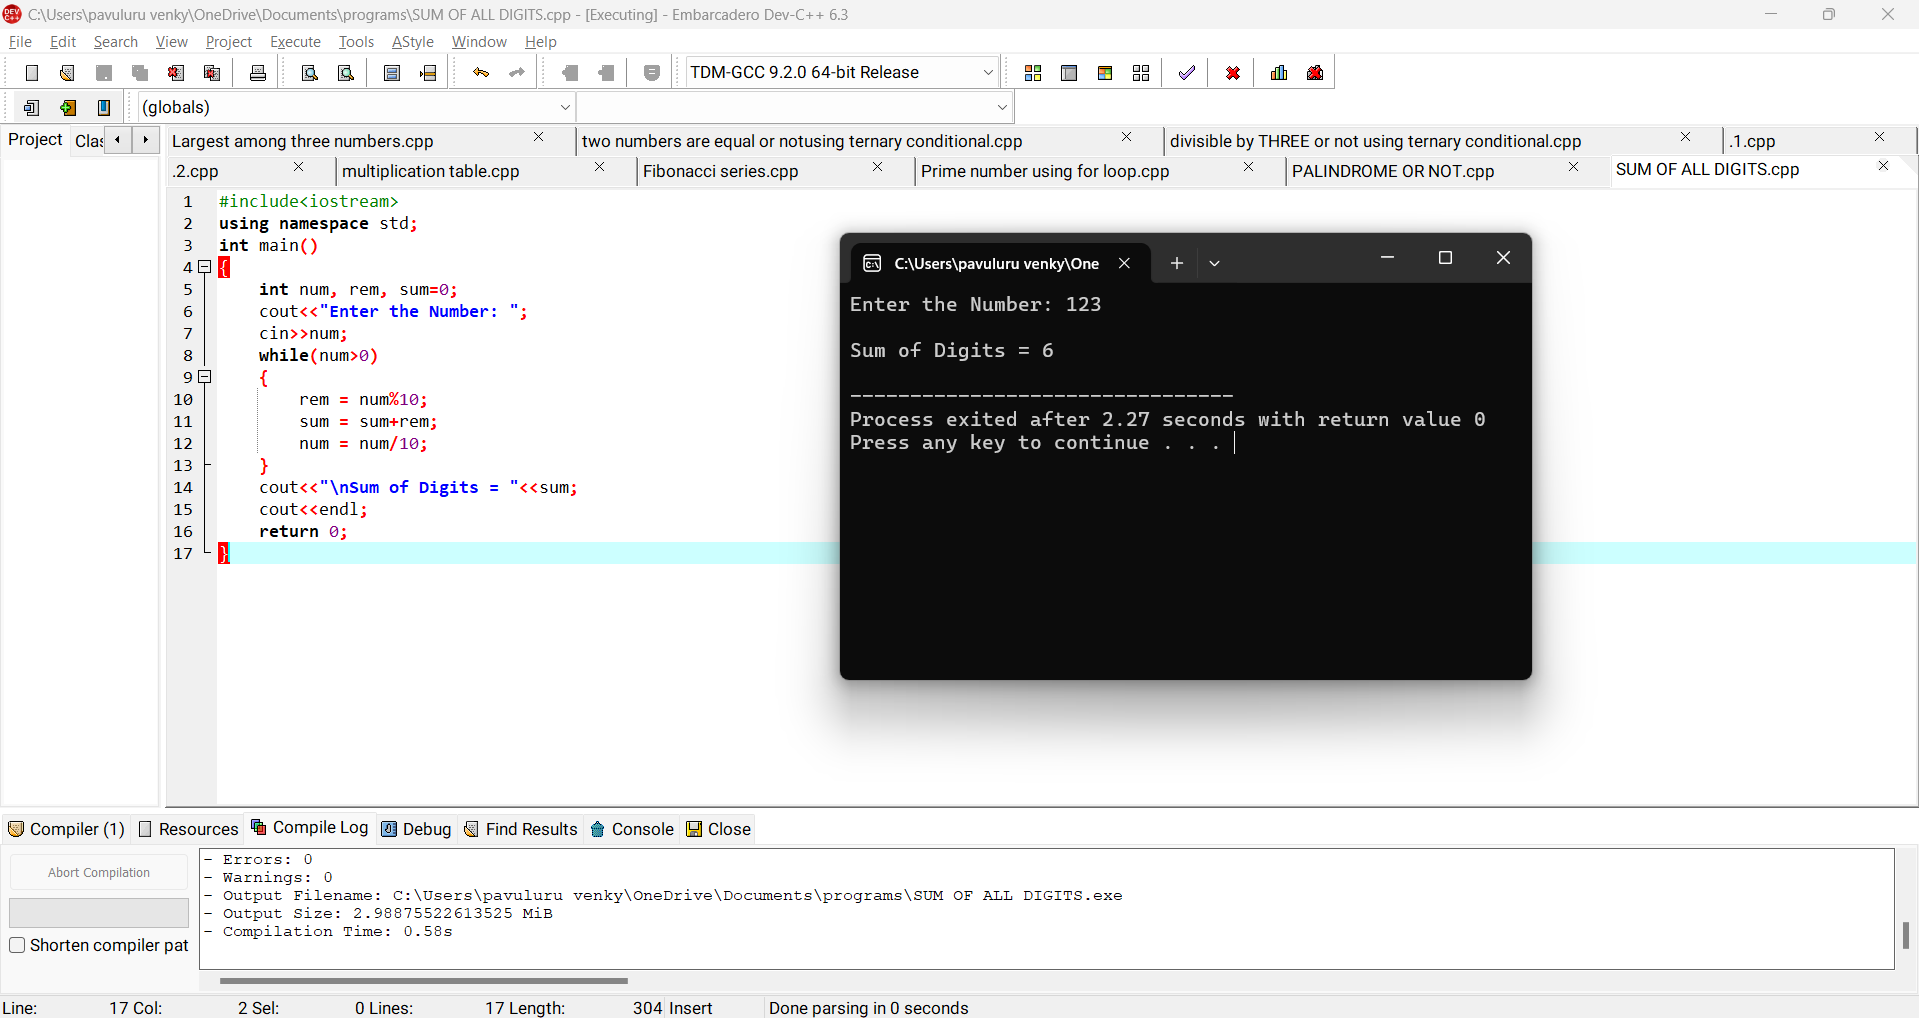 C:\Users\pavuluru venky\OneDrive\Documents\programs\SUM OF ALL DIGITS.cpp - [Executing] - Embarcadero Dev-C++ 6.3
File Edit Search View Project Execute Tools AStyle Window Help
TDM-GCC 9.2.0 64-bit Release
(globals)
Project Clas
Largest among three numbers.cpp two numbers are equal or notusing ternary conditional.cpp divisible by THREE or not using ternary conditional.cpp .1.cpp
.2.cpp multiplication table.cpp Fibonacci series.cpp Prime number using for loop.cpp PALINDROME OR NOT.cpp SUM OF ALL DIGITS.cpp
1 #include<iostream>
2 using namespace std;
3 int main()
4 {
5 int num, rem, sum=0;
6 cout<<"Enter the Number: ";
7 cin>>num;
8 while(num>0)
9 {
10 rem = num%10;
11 sum = sum+rem;
12 num = num/10;
13 }
14 cout<<"\nSum of Digits = "<<sum;
15 cout<<endl;
16 return 0;
17 }
C:\Users\pavuluru venky\One
Enter the Number: 123
Sum of Digits = 6
--------------------------------
Process exited after 2.27 seconds with return value 0
Press any key to continue . . .
Compiler (1) Resources Compile Log Debug Find Results Console Close
Abort Compilation
Shorten compiler pat
- Errors: 0
- Warnings: 0
- Output Filename: C:\Users\pavuluru venky\OneDrive\Documents\programs\SUM OF ALL DIGITS.exe
- Output Size: 2.98875522613525 MiB
- Compilation Time: 0.58s
Line: 17 Col: 2 Sel: 0 Lines: 17 Length: 304 Insert Done parsing in 0 seconds